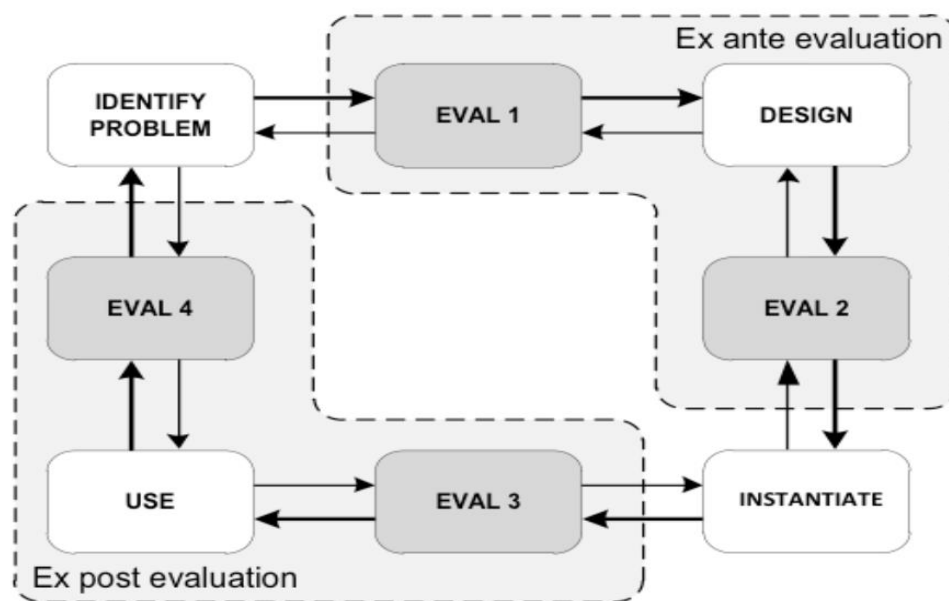 Ex ante evaluation
IDENTIFY
PROBLEM
EVAL 1
DESIGN
EVAL 4
EVAL 2
USE
EVAL 3
INSTANTIATE
Ex post evaluation